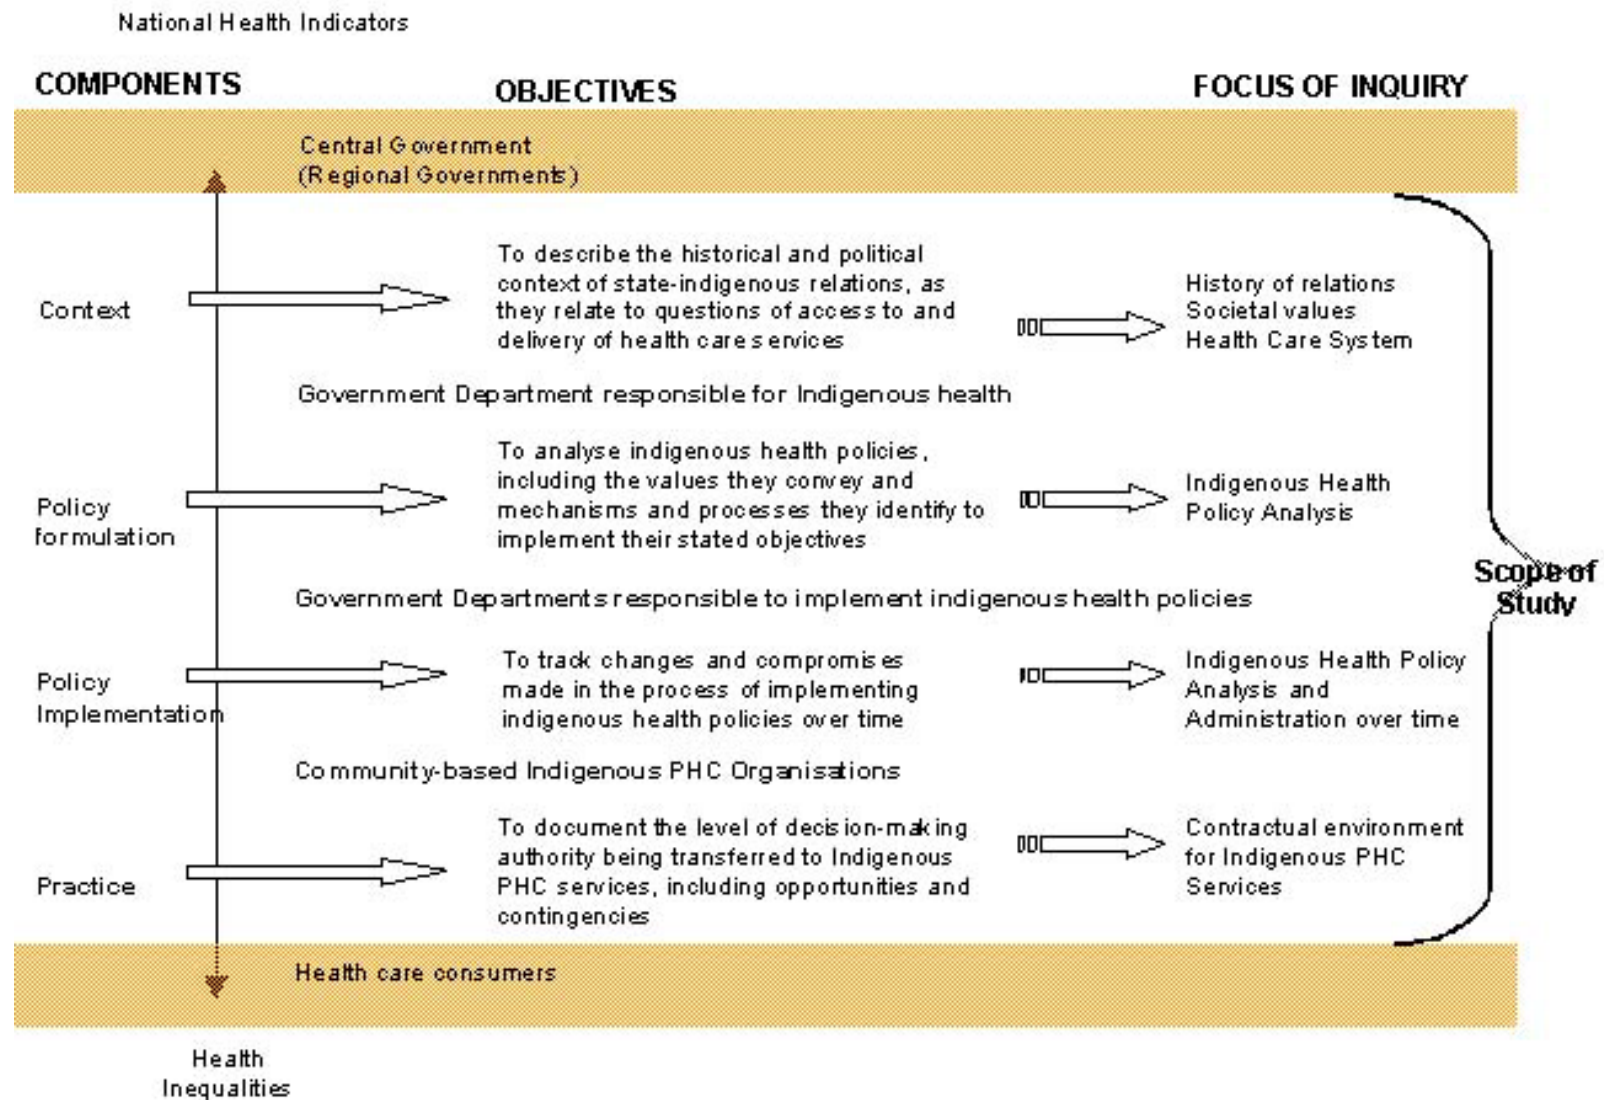 National Health Indicators
COMPONENTS
OBJECTIVES
FOCUS OF INQUIRY
Central Government
(Regional Governments)
Context
To describe the historical and political
context of state-indigenous relations, as
they relate to questions of access to and
delivery of health care services
History of relations
Societal values
Health Care System
Government Department responsible for Indigenous health
Policy
formulation
To analyse indigenous health policies,
including the values they convey and
mechanisms and processes they identify to
implement their stated objectives
Indigenous Health
Policy Analysis
Scope of
Study
Government Departments responsible to implement indigenous health policies
Policy
Implementation
To track changes and compromises
made in the process of implementing
indigenous health policies over time
Indigenous Health Policy
Analysis and
Administration over time
Community-based Indigenous PHC Organisations
Practice
To document the level of decision-making
authority being transferred to Indigenous
PHC services, including opportunities and
contingencies
Contractual environment
for Indigenous PHC
Services
Health care consumers
Health
Inequalities